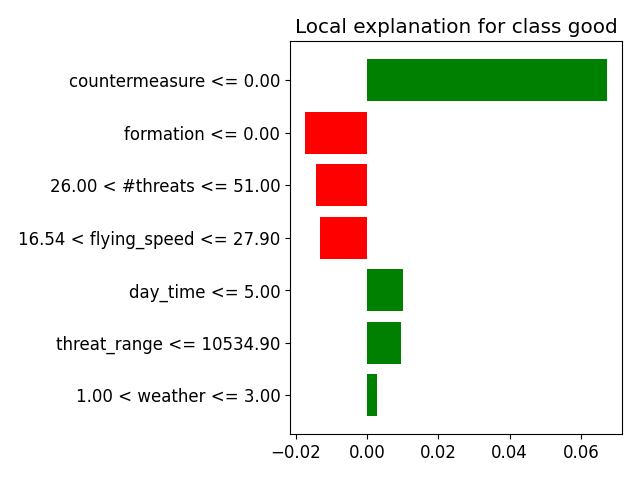 Local explanation for class good
countermeasure <= 0.00
formation <= 0.00
26.00 < #threats <= 51.00
16.54 < flying_speed <= 27.90
day_time <= 5.00
threat_range <= 10534.90
1.00 < weather <= 3.00
−0.02 0.00 0.02 0.04 0.06